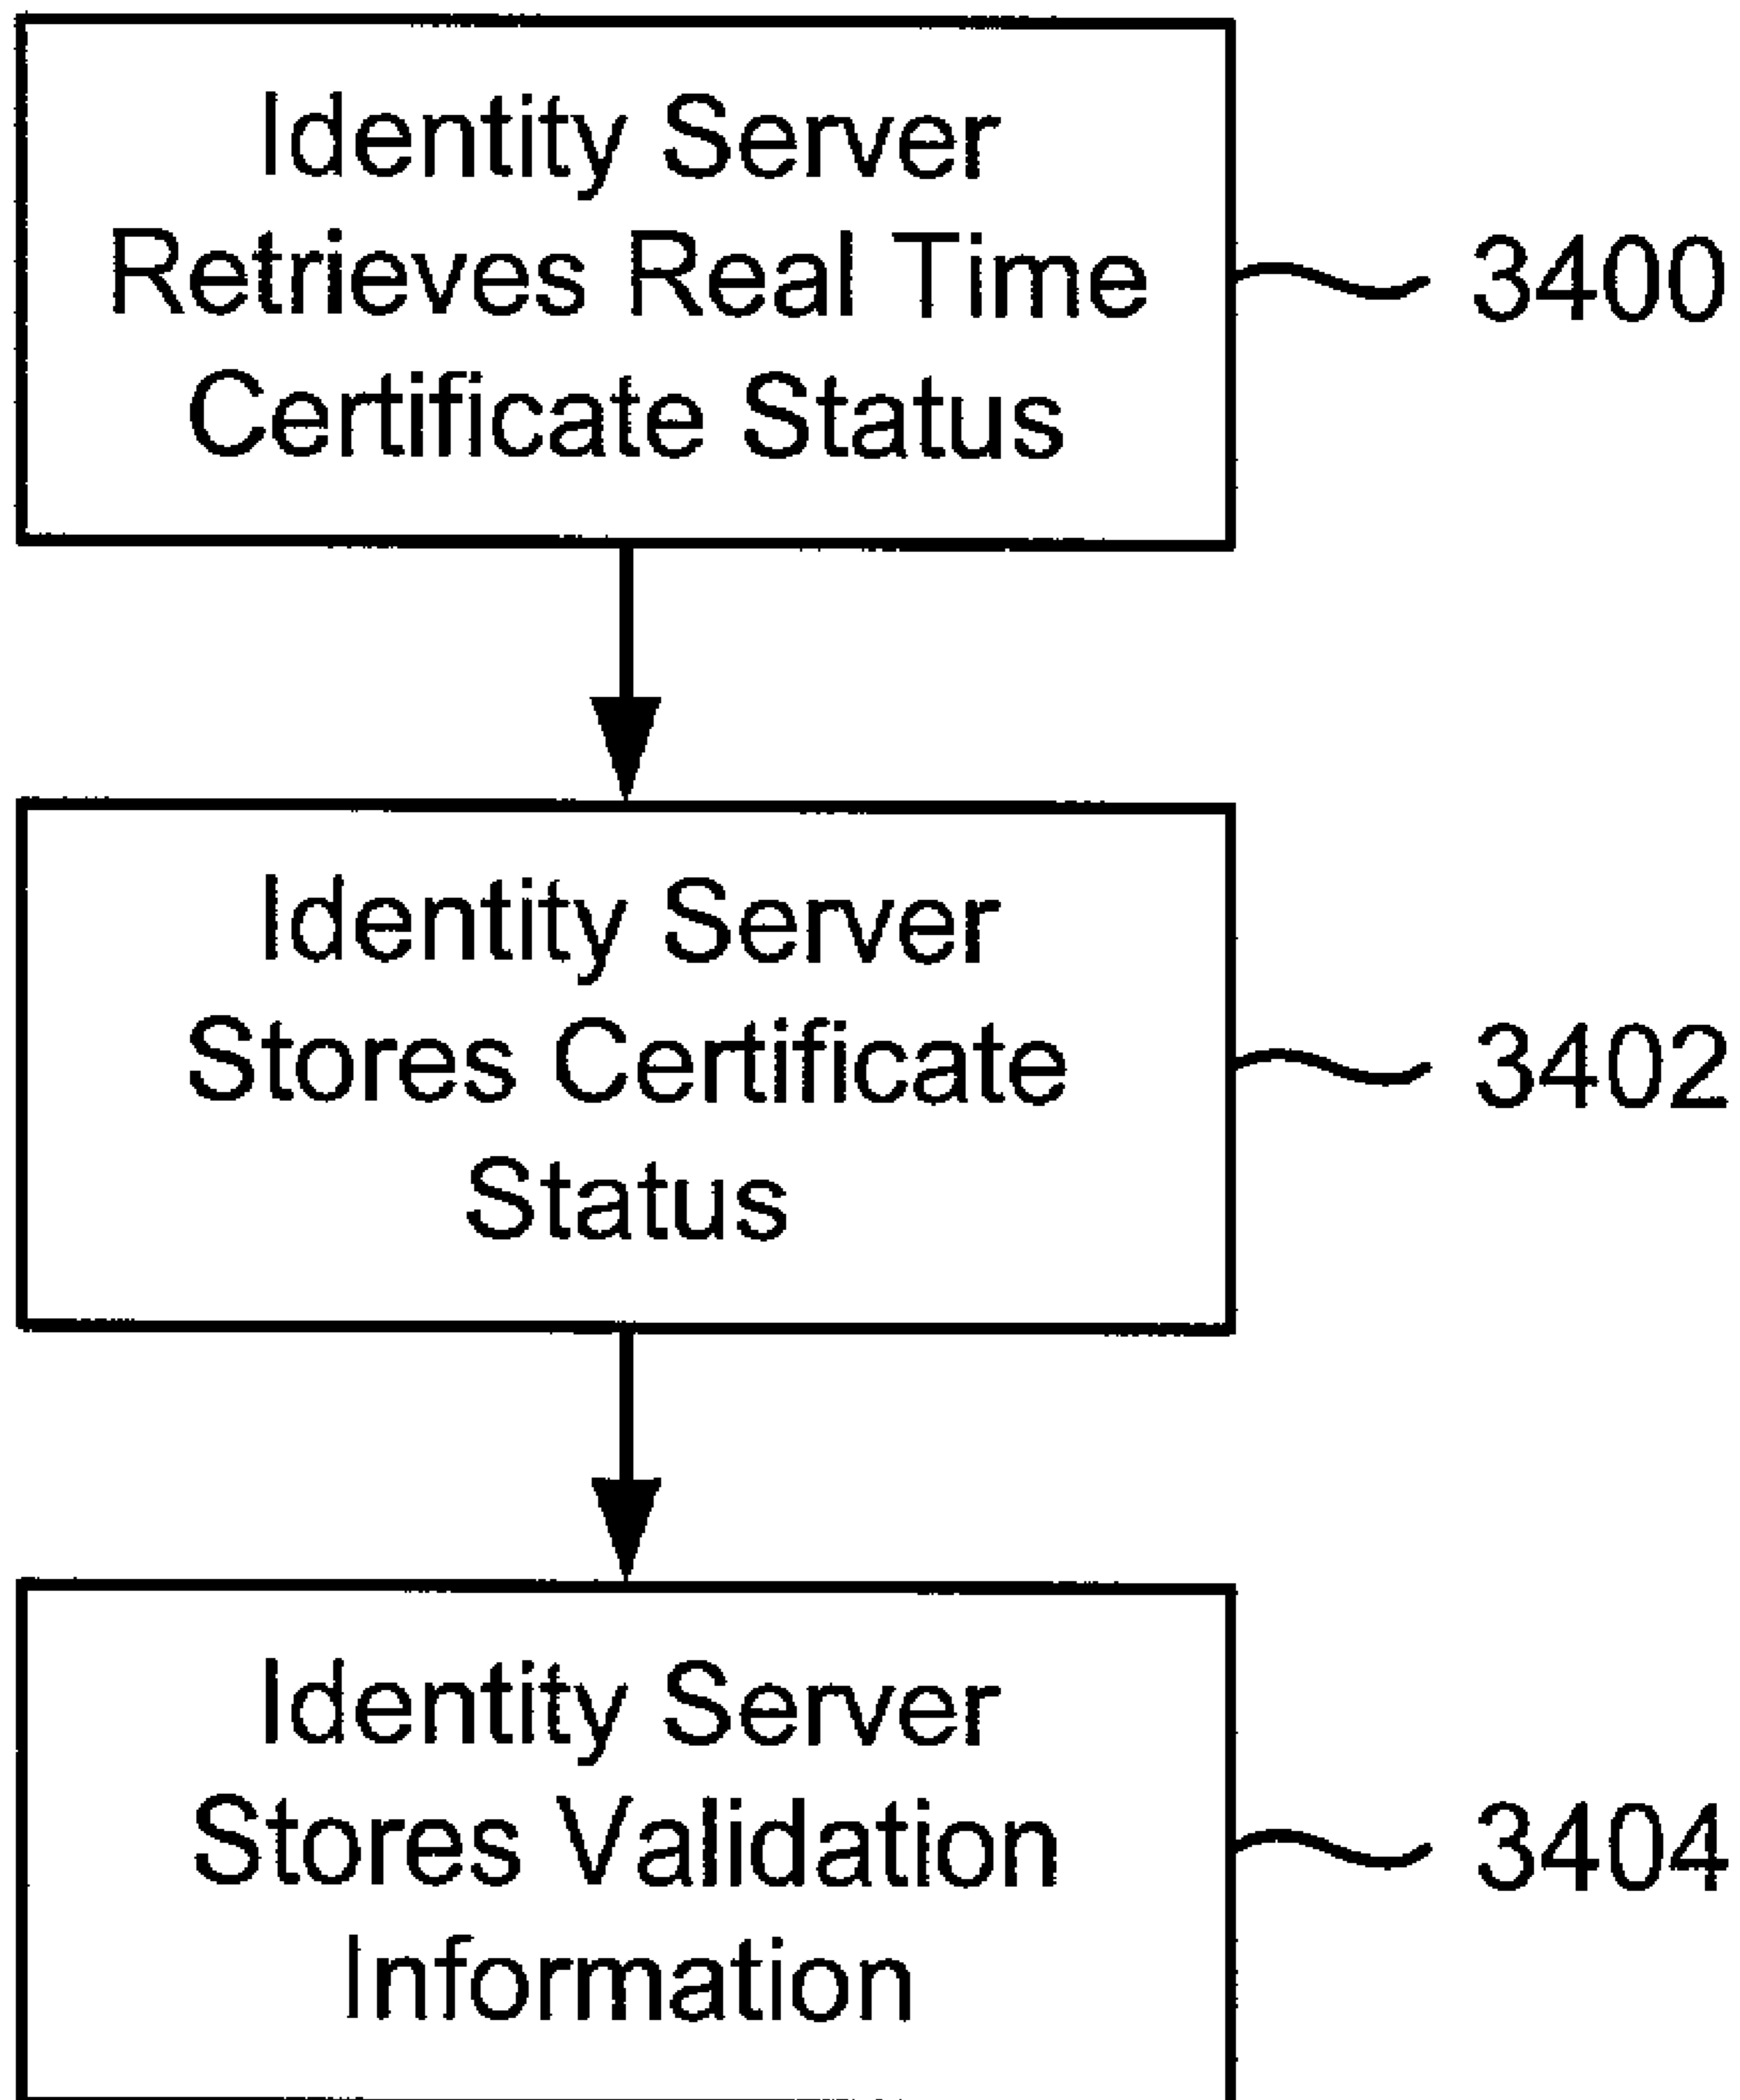 Identity Server
Retrieves Real Time
Certificate Status
3400
Identity Server
Stores Certificate
Status
3402
Identity Server
Stores Validation
Information
3404